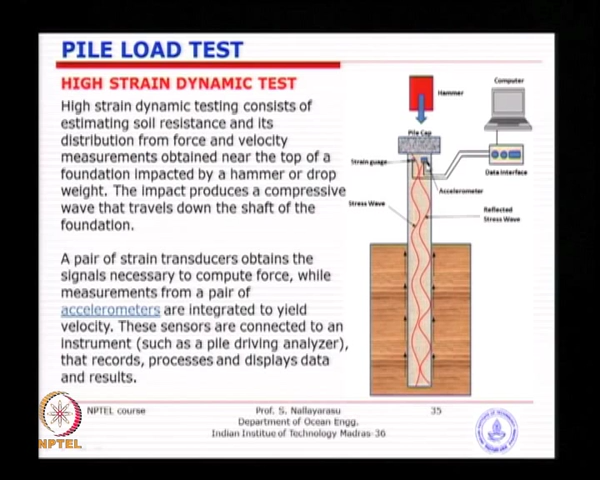 PILE LOAD TEST
HIGH STRAIN DYNAMIC TEST
High strain dynamic testing consists of
estimating soil resistance and its
distribution from force and velocity
measurements obtained near the top of a
foundation impacted by a hammer or drop
weight. The impact produces a compressive
wave that travels down the shaft of the
foundation.
A pair of strain transducers obtains the
signals necessary to compute force, while
measurements from a pair of
accelerometers are integrated to yield
velocity. These sensors are connected to an
instrument (such as a pile driving analyzer),
that records, processes and displays data
and results.
Computer
Hammer
Pile Cap
Strain guage
Data Interface
Accelerometer
Stress Wave
Reflected
Stress Wave
NPTEL course
Prof. S. Nallayarasu
35
Department of Ocean Engg.
Indian Institue of Technology Madras-36
NPTEL